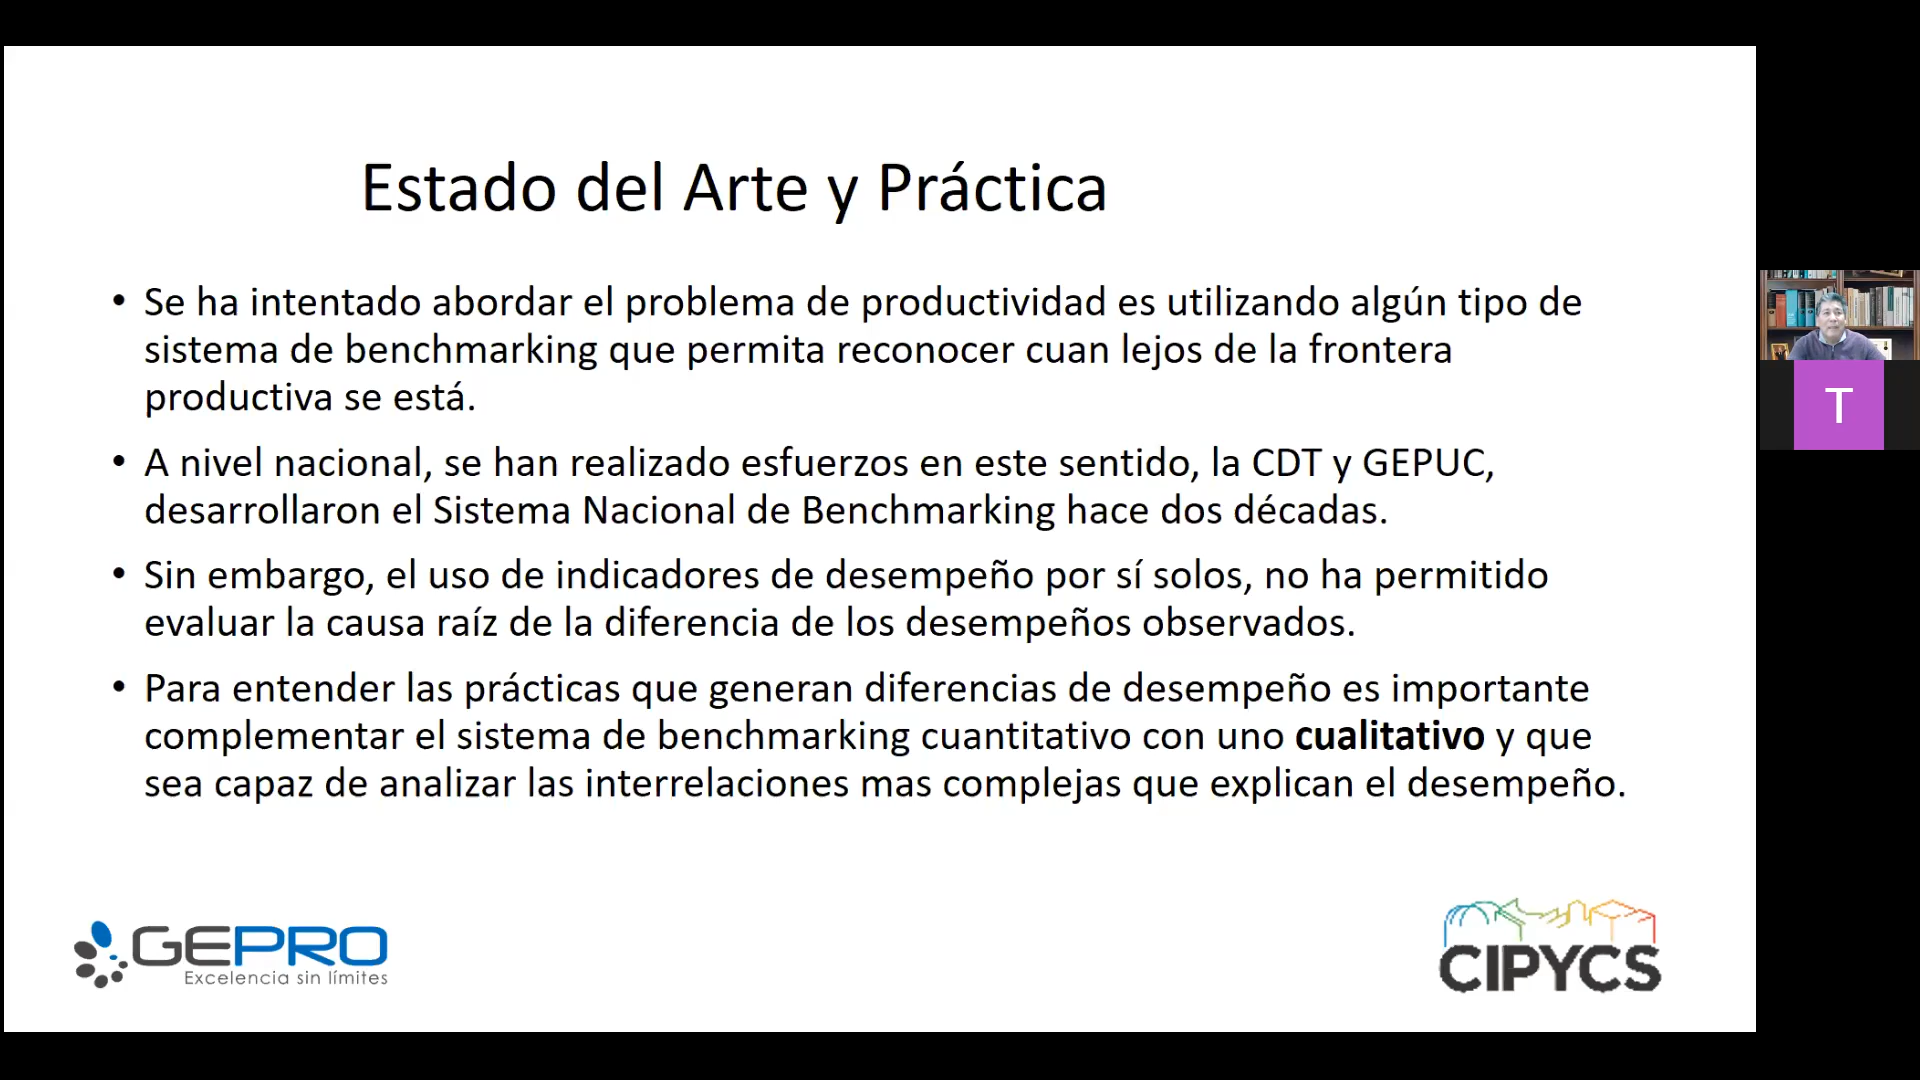 Estado del Arte y Práctica
• Se ha intentado abordar el problema de productividad es utilizando algún tipo de
sistema de benchmarking que permita reconocer cuan lejos de la frontera
productiva se está.
• A nivel nacional, se han realizado esfuerzos en este sentido, la CDT y GEPUC,
desarrollaron el Sistema Nacional de Benchmarking hace dos décadas.
• Sin embargo, el uso de indicadores de desempeño por sí solos, no ha permitido
evaluar la causa raíz de la diferencia de los desempeños observados.
• Para entender las prácticas que generan diferencias de desempeño es importante
complementar el sistema de benchmarking cuantitativo con uno cualitativo y que
sea capaz de analizar las interrelaciones mas complejas que explican el desempeño.
GEPRO
Excelencia sin límites
CIPYCS
T